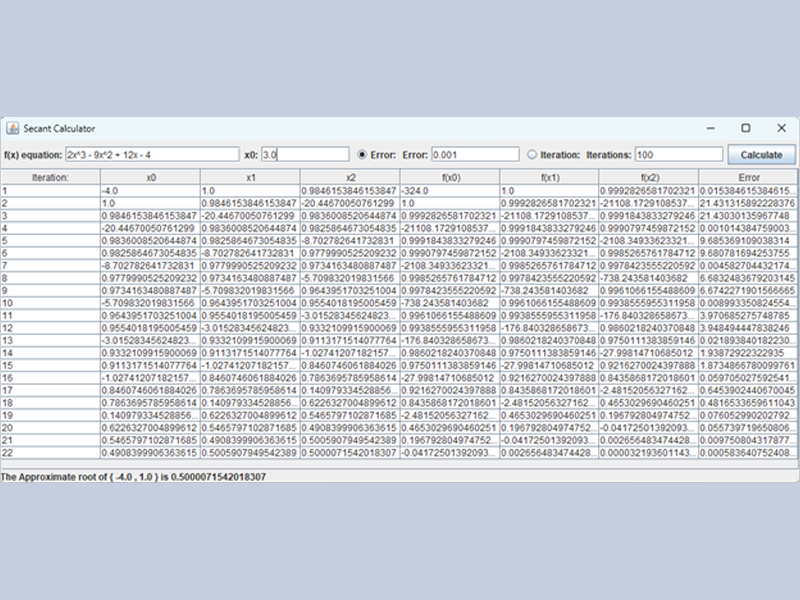 Secant Calculator
f(x) equation: 2x^3 - 9x^2 + 12x - 4 x0: 3.0 Error: Error: 0.001 Iteration: Iterations: 100 Calculate
Iteration: x0 x1 x2 f(x0) f(x1) f(x2) Error
1 -4.0 1.0 0.9846153846153847 -324.0 1.0 0.9992826581702321 0.015384615384615...
2 1.0 0.9846153846153847 -20.44670050761299 1.0 0.9992826581702321 -21108.1729108537... 21.431315892228376
3 0.9846153846153847 -20.44670050761299 0.9836008520644874 0.9992826581702321 -21108.1729108537... 0.9991843833279246 21.43030135967748
4 -20.44670050761299 0.9836008520644874 0.9825864673054835 -21108.1729108537... 0.9991843833279246 0.9990797459872152 0.001014384759003...
5 0.9836008520644874 0.9825864673054835 -8.702782641732831 0.9991843833279246 0.9990797459872152 -2108.34933623321... 9.685369109038314
6 0.9825864673054835 -8.702782641732831 0.9779990525209232 0.9990797459872152 -2108.34933623321... 0.9985265761784712 9.680781694253755
7 -8.702782641732831 0.9779990525209232 0.9734163480887487 -2108.34933623321... 0.9985265761784712 0.9978423555220592 0.004582704432174...
8 0.9779990525209232 0.9734163480887487 -5.709832019831566 0.9985265761784712 0.9978423555220592 -738.243581403682 6.683248367920314​5
9 0.9734163480887487 -5.709832019831566 0.9643951703251004 0.9978423555220592 -738.243581403682 0.9961066155488609 6.6742271901566665
10 -5.709832019831566 0.9643951703251004 0.9554018195005459 -738.243581403682 0.9961066155488609 0.9938555955311958 0.008993350824554...
11 0.9643951703251004 0.9554018195005459 -3.01528345624823... 0.9961066155488609 0.9938555955311958 -176.840328658673... 3.970685275748785
12 0.9554018195005459 -3.01528345624823... 0.9332109915900069 0.9938555955311958 -176.840328658673... 0.9860218240370848 3.948494447838246
13 -3.01528345624823... 0.9332109915900069 0.9113171514077764 -176.840328658673... 0.9860218240370848 0.9750111383859146 0.021893840182230...
14 0.9332109915900069 0.9113171514077764 -1.02741207182157... 0.9860218240370848 0.9750111383859146 -27.99814710685012 1.93872922322935
15 0.9113171514077764 -1.02741207182157... 0.8460746061884026 0.9750111383859146 -27.99814710685012 0.9216270024397888 1.8734866780099761
16 -1.02741207182157... 0.8460746061884026 0.7863695785958614 -27.99814710685012 0.9216270024397888 0.8435868172018601 0.059705027592541...
17 0.8460746061884026 0.7863695785958614 0.140979334528856... 0.9216270024397888 0.8435868172018601 -2.48152056327162... 0.6453902440670045
18 0.7863695785958614 0.140979334528856... 0.6226327004899612 0.8435868172018601 -2.48152056327162... 0.4653029690460251 0.4816533659611043
19 0.140979334528856... 0.6226327004899612 0.5465797102871685 -2.48152056327162... 0.4653029690460251 0.196792804974752 0.076052990202792...
20 0.6226327004899612 0.5465797102871685 0.4908399906363615 0.4653029690460251 0.196792804974752 -0.04172501392093... 0.055739719650806...
21 0.5465797102871685 0.4908399906363615 0.5005907949542389 0.196792804974752 -0.04172501392093... 0.002656483474428... 0.009750804317877...
22 0.4908399906363615 0.5005907949542389 0.5000071542018307 -0.04172501392093... 0.002656483474428... 0.000032193601143... 0.000583640752408...
The Approximate root of ( -4.0 , 1.0 ) is 0.5000071542018307